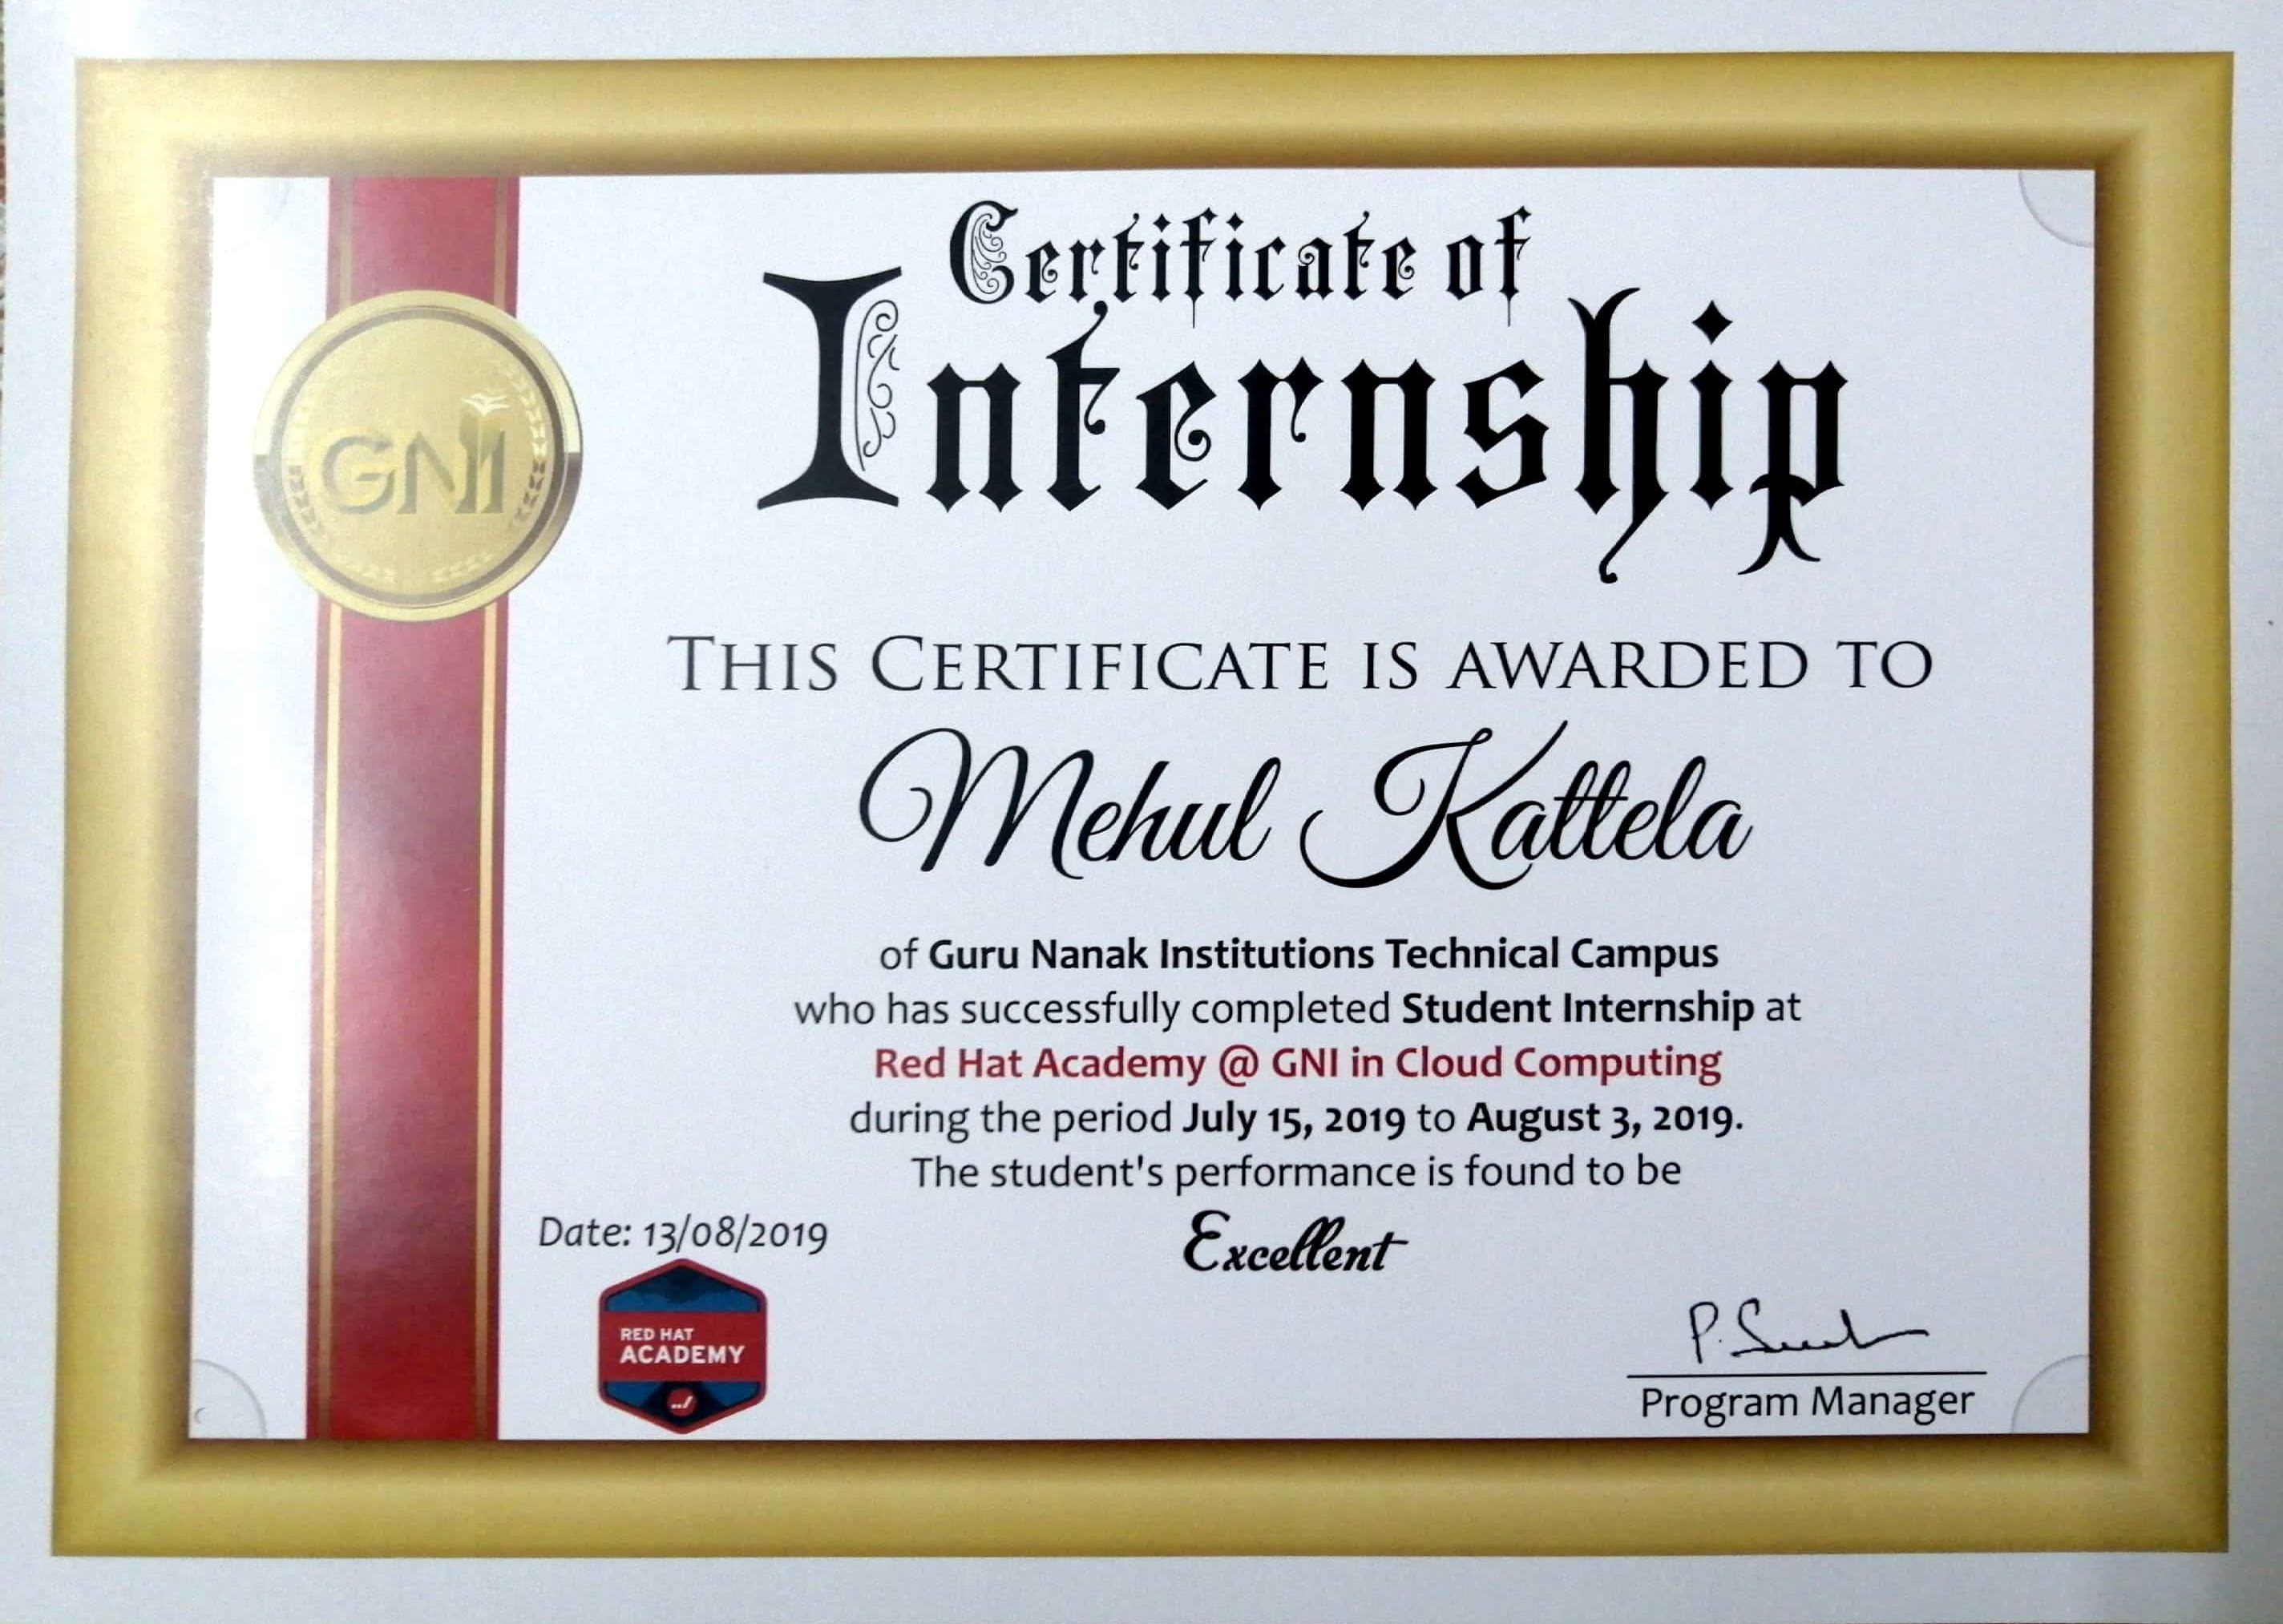 Certificate of
Internship
GNI
THIS CERTIFICATE IS AWARDED TO
Mehul Kattela
of Guru Nanak Institutions Technical Campus
who has successfully completed Student Internship at
Red Hat Academy @ GNI in Cloud Computing
during the period July 15, 2019 to August 3, 2019.
The student's performance is found to be
Excellent
Date: 13/08/2019
RED HAT
ACADEMY
P.
Program Manager